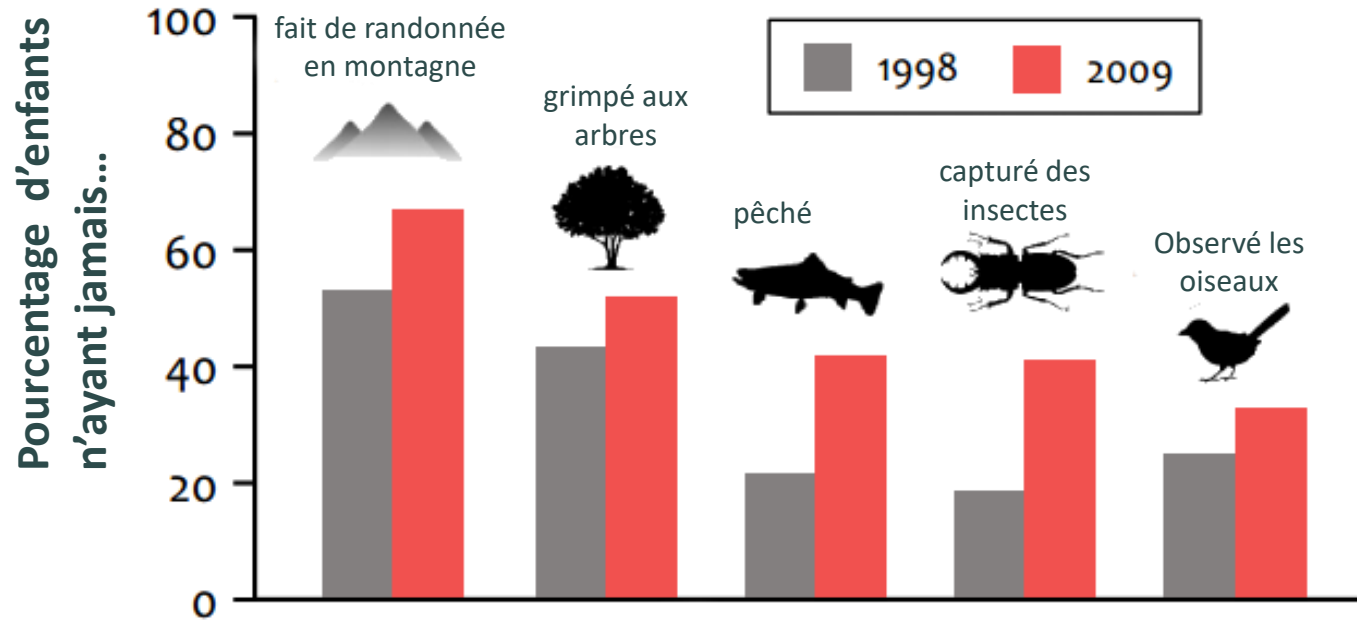 Pourcentage d'enfants
n'ayant jamais...
100
80
60
40
20
0
fait de randonnée
en montagne
grimpé aux
arbres
pêché
capturé des
insectes
Observé les
oiseaux
1998
2009